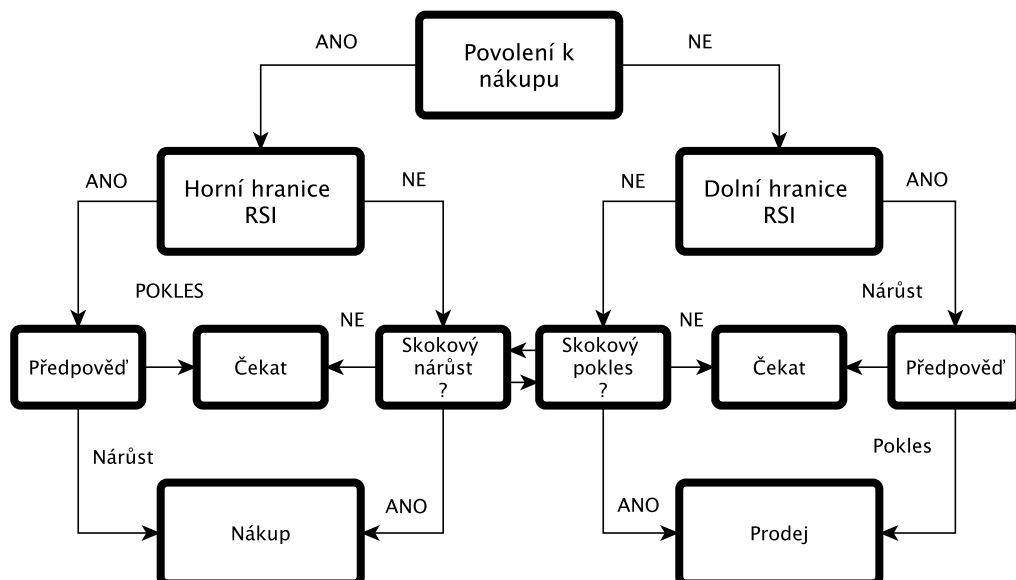 ANO
Povolení k
nákupu
NE
ANO
Horní hranice
RSI
NE
NE
Dolní hranice
RSI
ANO
POKLES
Nárůst
NE
NE
Předpověď
Čekat
Skokový
nárůst
?
Skokový
pokles
?
Čekat
Předpověď
Nárůst
Pokles
ANO
ANO
Nákup
Prodej